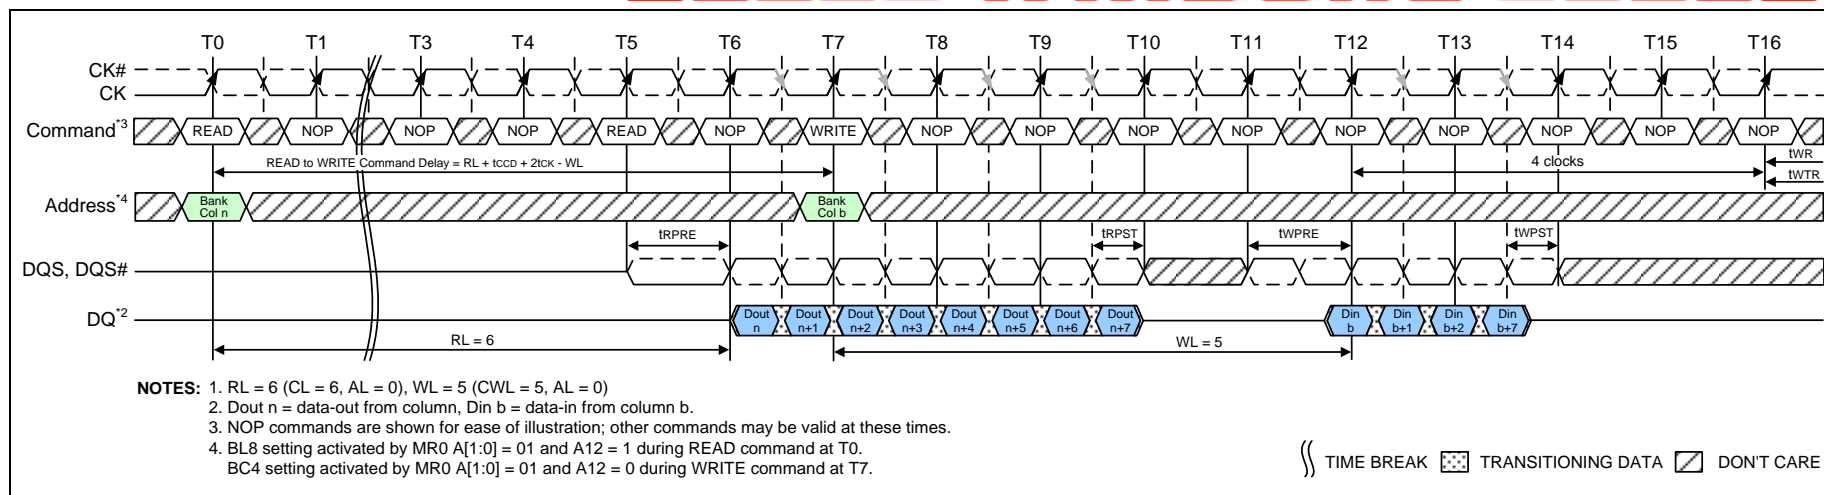 T0 T1 T3 T4 T5 T6 T7 T8 T9 T10 T11 T12 T13 T14 T15 T16
CK#
CK
Command*3 READ NOP NOP NOP READ NOP WRITE NOP NOP NOP NOP NOP NOP NOP NOP NOP
READ to WRITE Command Delay = RL + tCCD + 2tCK - WL 4 clocks tWR
tWTR
Address*4 Bank Col n Bank Col b
tRPRE tRPST tWPRE tWPST
DQS, DQS#
DQ*2 Dout n Dout n+1 Dout n+2 Dout n+3 Dout n+4 Dout n+5 Dout n+6 Dout n+7 Din b Din b+1 Din b+2 Din b+7
RL = 6 WL = 5
NOTES: 1. RL = 6 (CL = 6, AL = 0), WL = 5 (CWL = 5, AL = 0)
2. Dout n = data-out from column, Din b = data-in from column b.
3. NOP commands are shown for ease of illustration; other commands may be valid at these times.
4. BL8 setting activated by MR0 A[1:0] = 01 and A12 = 1 during READ command at T0.
BC4 setting activated by MR0 A[1:0] = 01 and A12 = 0 during WRITE command at T7.
TIME BREAK TRANSITIONING DATA DON'T CARE